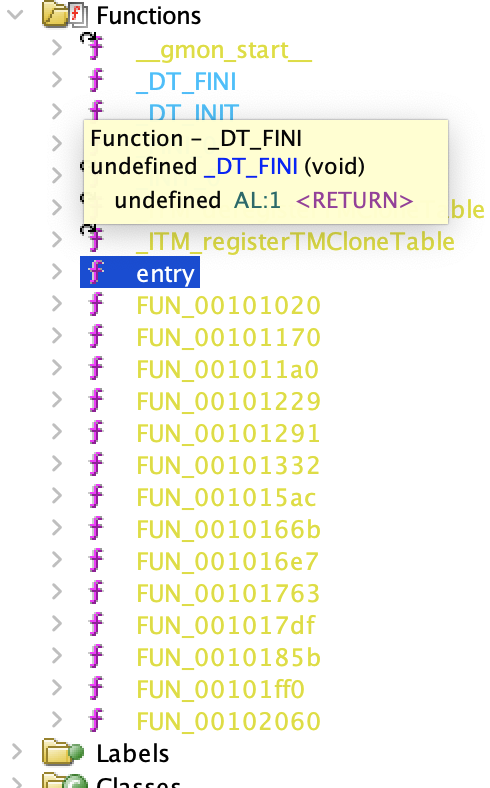 Functions
__gmon_start__
_DT_FINI
_DT_INIT
Function - _DT_FINI
undefined _DT_FINI (void)
undefined AL:1 <RETURN>
_ITM_registerTMCloneTable
entry
FUN_00101020
FUN_00101170
FUN_001011a0
FUN_00101229
FUN_00101291
FUN_00101332
FUN_001015ac
FUN_0010166b
FUN_001016e7
FUN_00101763
FUN_001017df
FUN_0010185b
FUN_00101ff0
FUN_00102060
Labels
Classes